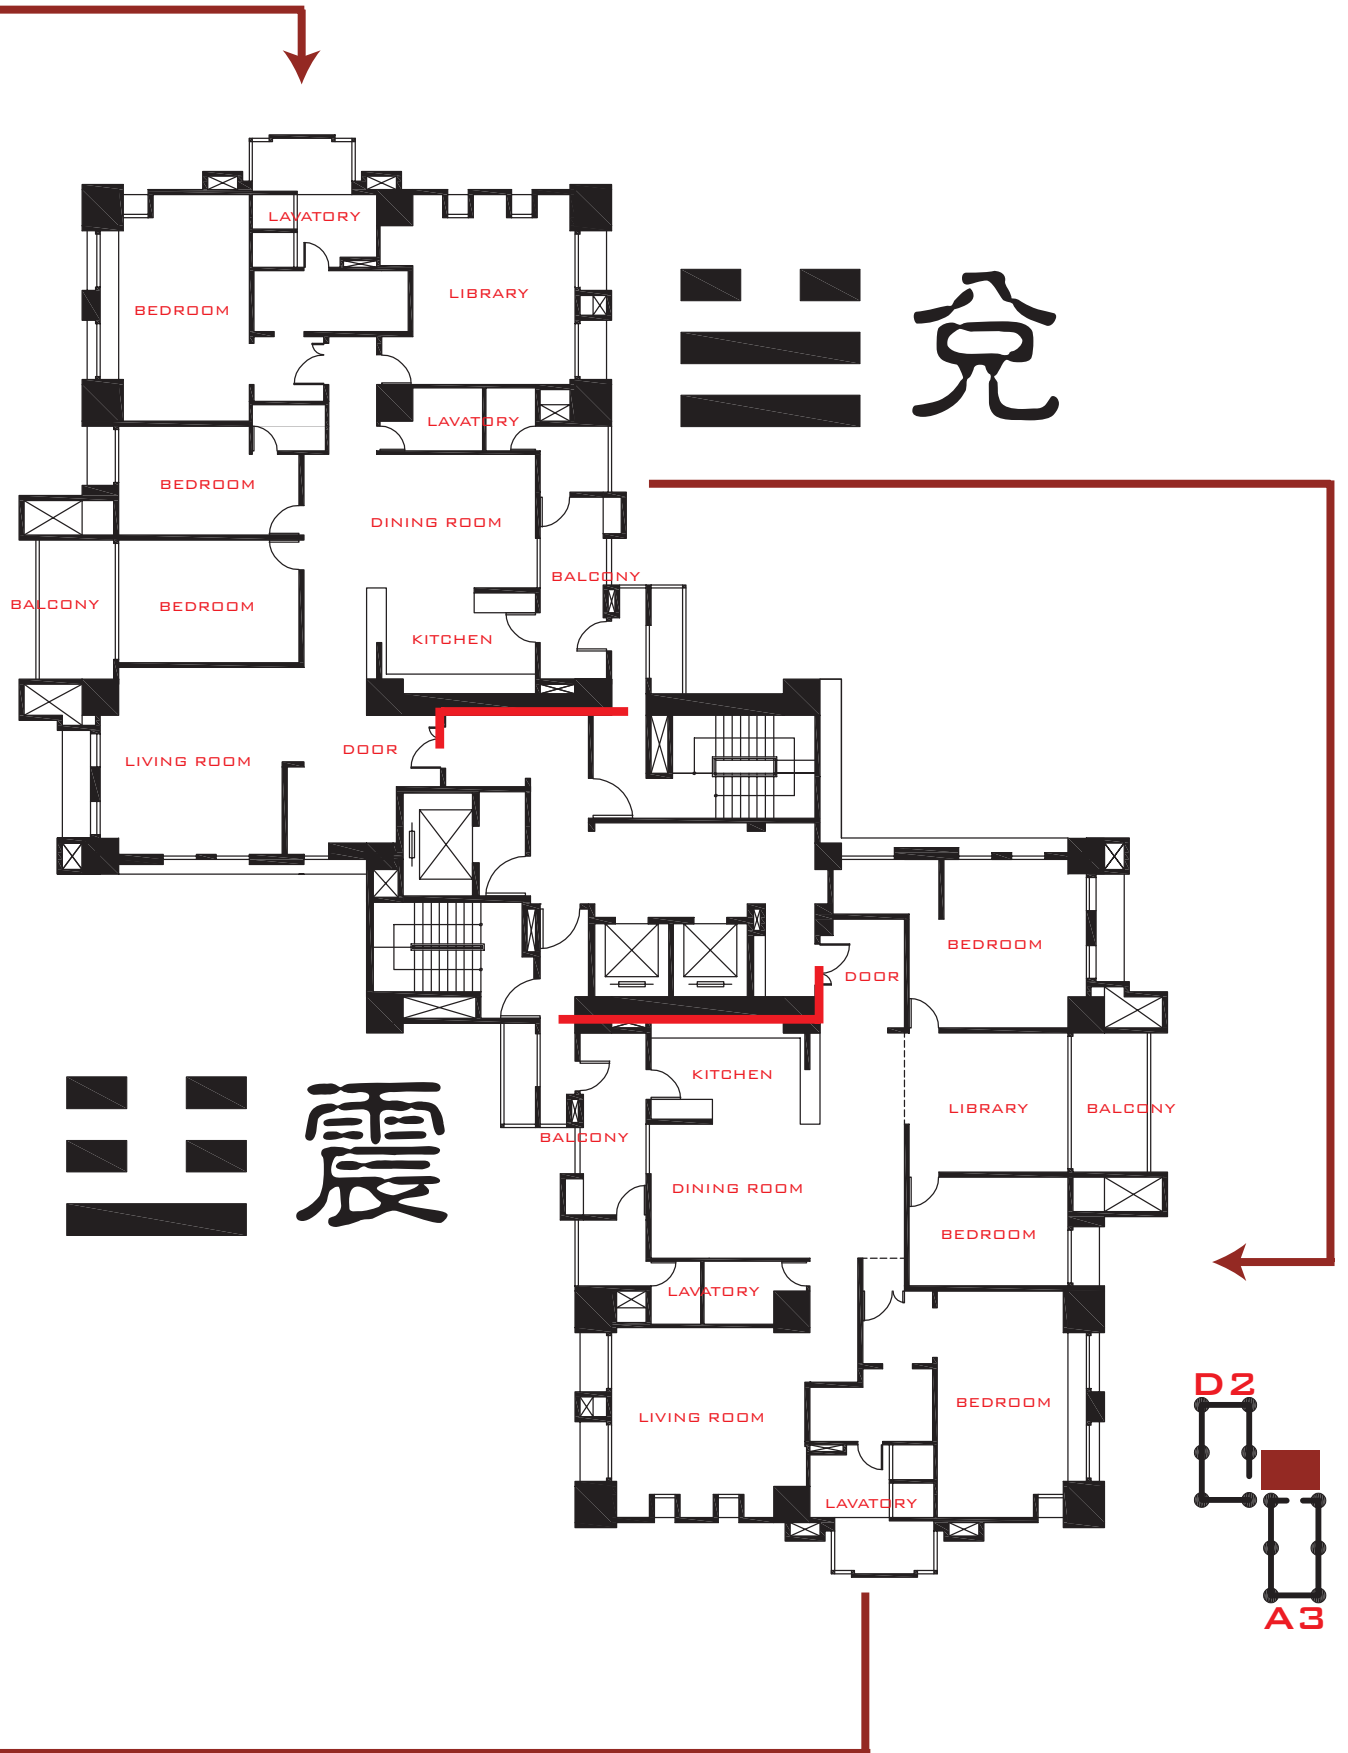 LAVATORY
LIBRARY
BEDROOM
兌
LAVATORY
BEDROOM
DINING ROOM
BALCONY
BALCONY
BEDROOM
KITCHEN
DOOR
LIVING ROOM
BEDROOM
DOOR
KITCHEN
震
LIBRARY
BALCONY
BALCONY
DINING ROOM
BEDROOM
LAVATORY
D2
BEDROOM
LIVING ROOM
LAVATORY
A3